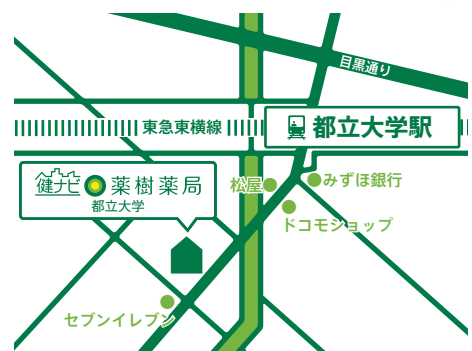 目黒通り
東急東横線
都立大学駅
健ナビ 薬樹薬局
都立大学
松屋
みずほ銀行
ドコモショップ
セブンイレブン